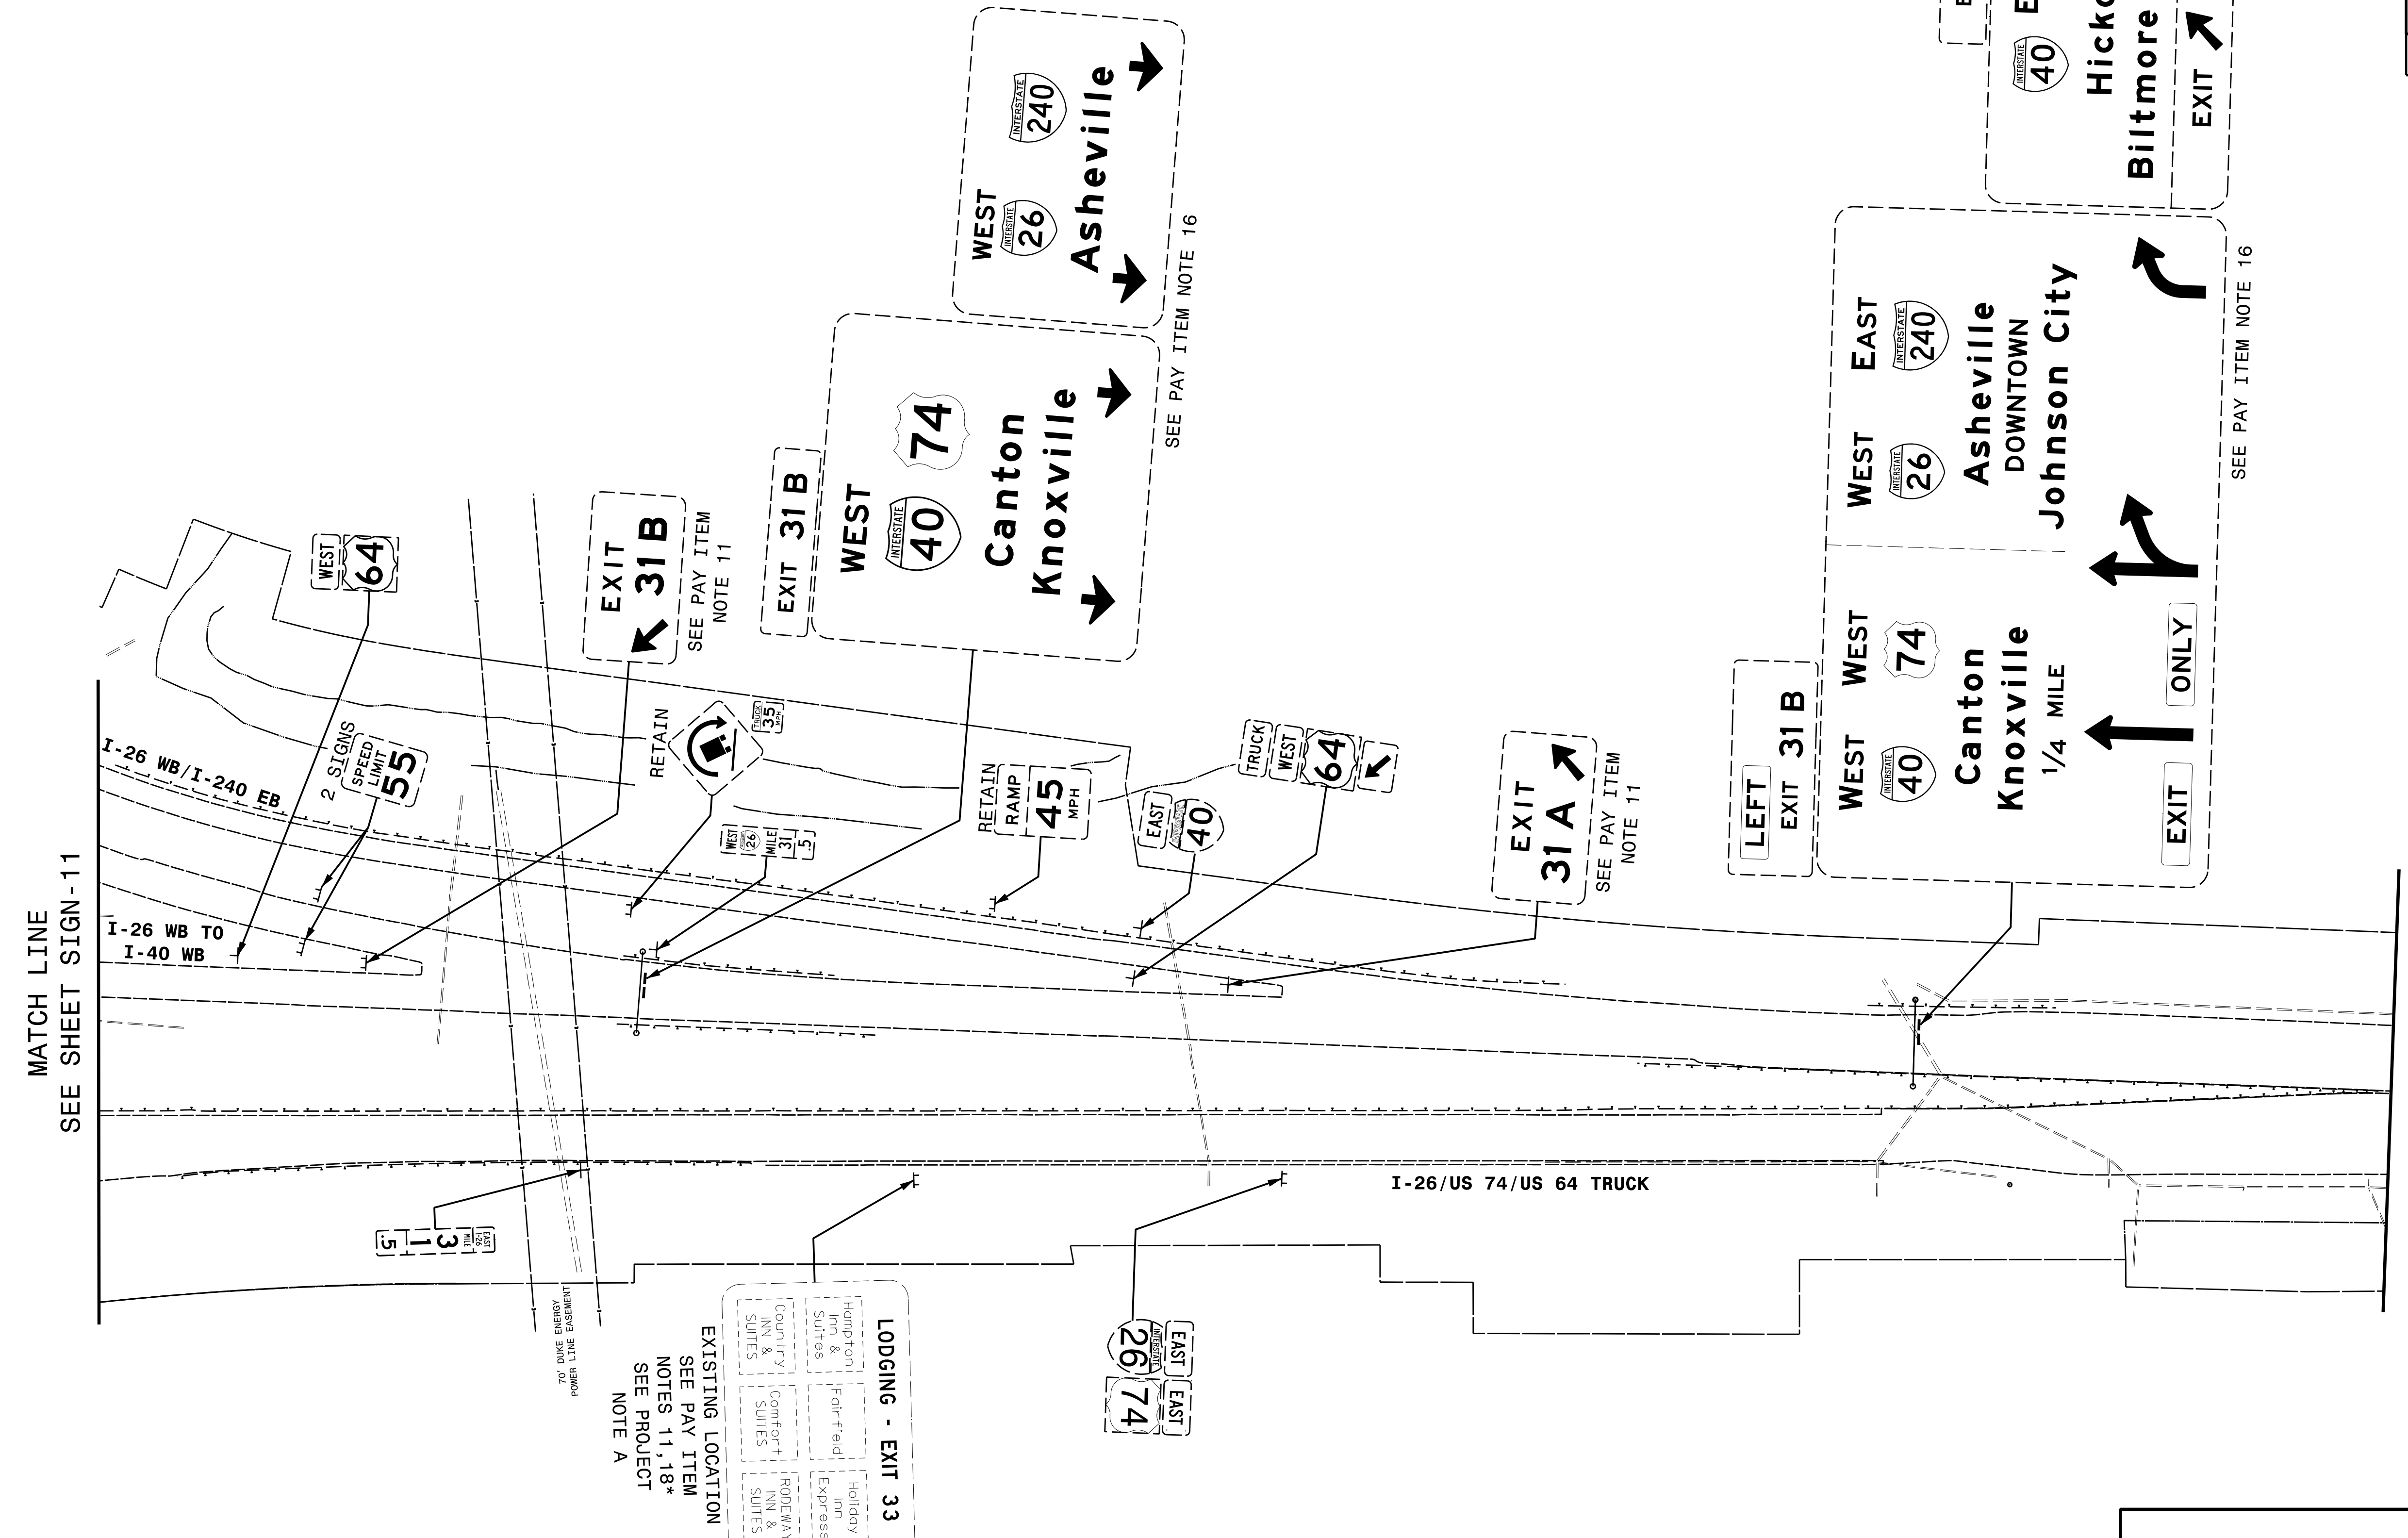 MATCH LINE
SEE SHEET SIGN-11
I-26 WB/I-240 EB
I-26 WB TO
I-40 WB
WEST
64
2 SIGNS
SPEED
LIMIT
55
EXIT
31 B
SEE PAY ITEM
NOTE 11
RETAIN
TRUCK
35
MPH
WEST
26
MILE
31
.5
EXIT 31 B
WEST
INTERSTATE
40
74
Canton
Knoxville
WEST
INTERSTATE
26
INTERSTATE
240
Asheville
SEE PAY ITEM NOTE 16
RETAIN
RAMP
45
MPH
EAST
40
TRUCK
WEST
64
EXIT
31 A
SEE PAY ITEM
NOTE 11
LEFT
EXIT 31 B
WEST WEST
INTERSTATE
40
74
Canton
Knoxville
1/4 MILE
EXIT ONLY
WEST EAST
INTERSTATE
26
INTERSTATE
240
Asheville
DOWNTOWN
Johnson City
SEE PAY ITEM NOTE 16
INTERSTATE
40
E
Hicko
Biltmore
EXIT
I-26/US 74/US 64 TRUCK
EAST
I-26
MILE
3
1
.5
70' DUKE ENERGY
POWER LINE EASEMENT
LODGING - EXIT 33
Hampton
Inn &
Suites
Fairfield
Holiday
Inn
Express
Country
INN &
SUITES
Comfort
SUITES
RODEWAY
INN &
SUITES
EXISTING LOCATION
SEE PAY ITEM
NOTES 11,18*
SEE PROJECT
NOTE A
EAST
INTERSTATE
26
EAST
74